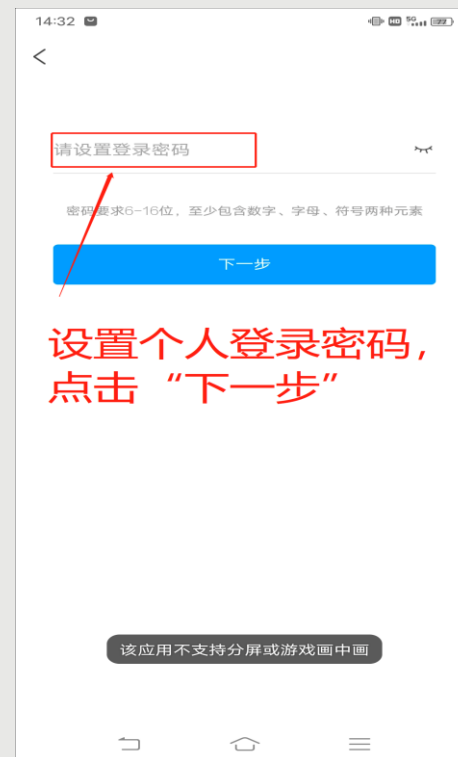 14:32
HD 5G
请设置登录密码
密码要求6-16位，至少包含数字、字母、符号两种元素
下一步
设置个人登录密码，
点击“下一步”
该应用不支持分屏或游戏画中画